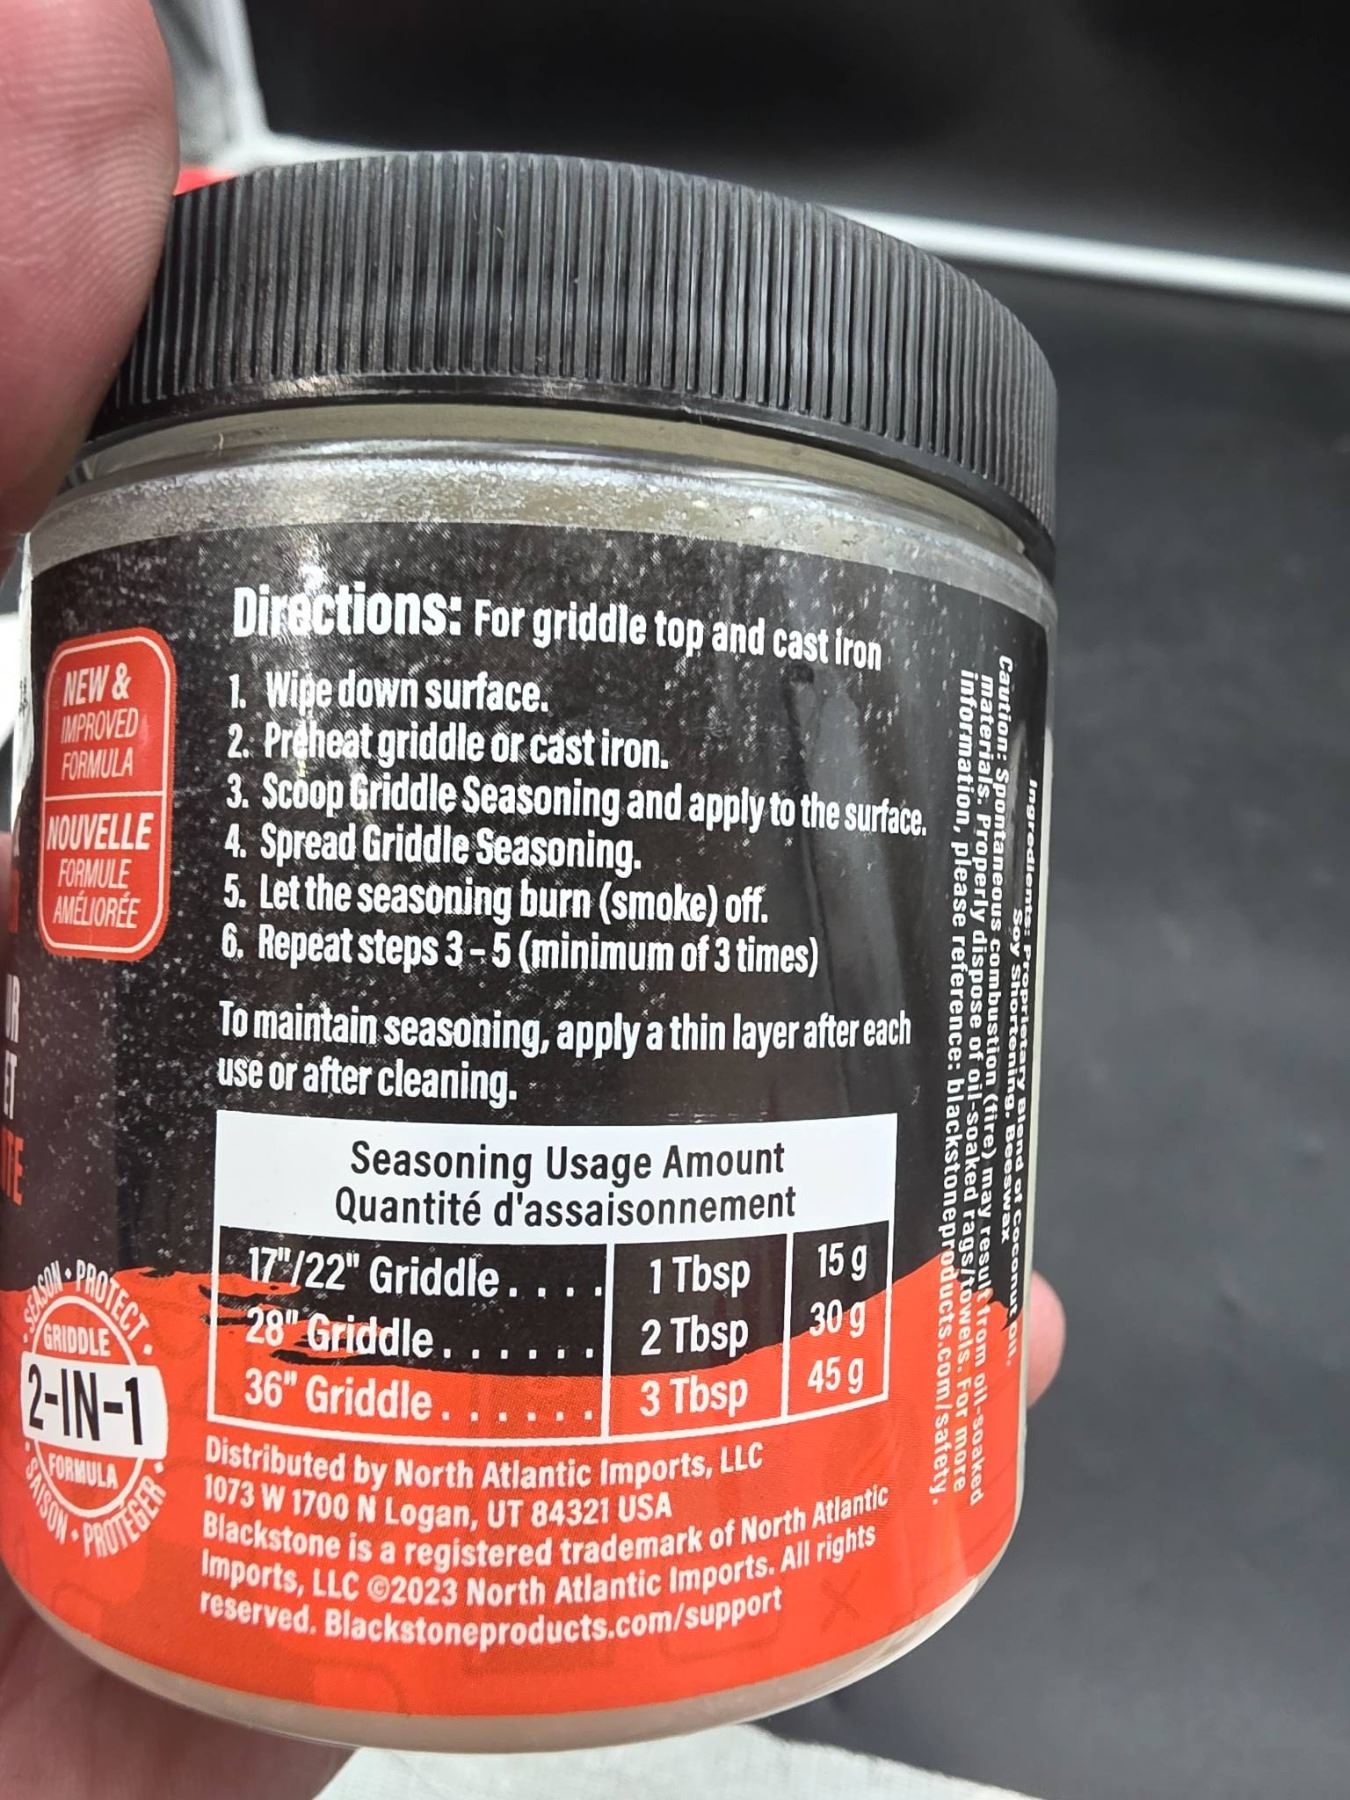 Directions: For griddle top and cast iron
1. Wipe down surface.
2. Preheat griddle or cast iron.
3. Scoop Griddle Seasoning and apply to the surface.
4. Spread Griddle Seasoning.
5. Let the seasoning burn (smoke) off.
6. Repeat steps 3 - 5 (minimum of 3 times)
To maintain seasoning, apply a thin layer after each
use or after cleaning.
Seasoning Usage Amount
Quantité d'assaisonnement
17"/22" Griddle.... 1 Tbsp 15 g
28" Griddle...... 2 Tbsp 30 g
36" Griddle...... 3 Tbsp 45 g
Distributed by North Atlantic Imports, LLC
1073 W 1700 N Logan, UT 84321 USA
Blackstone is a registered trademark of North Atlantic
Imports, LLC ©2023 North Atlantic Imports. All rights
reserved. Blackstoneproducts.com/support
NEW &
IMPROVED
FORMULA
NOUVELLE
FORMULE
AMÉLIORÉE
SEASON • PROTECT
GRIDDLE
2-IN-1
FORMULA
SAISON • PROTÉGER
Ingredients: Proprietary Blend of Coconut Oil,
Soy Shortening, Beeswax
Caution: Spontaneous combustion (fire) may result from oil-soaked
materials. Properly dispose of oil-soaked rags/towels. For more
information, please reference: blackstoneproducts.com/safety.